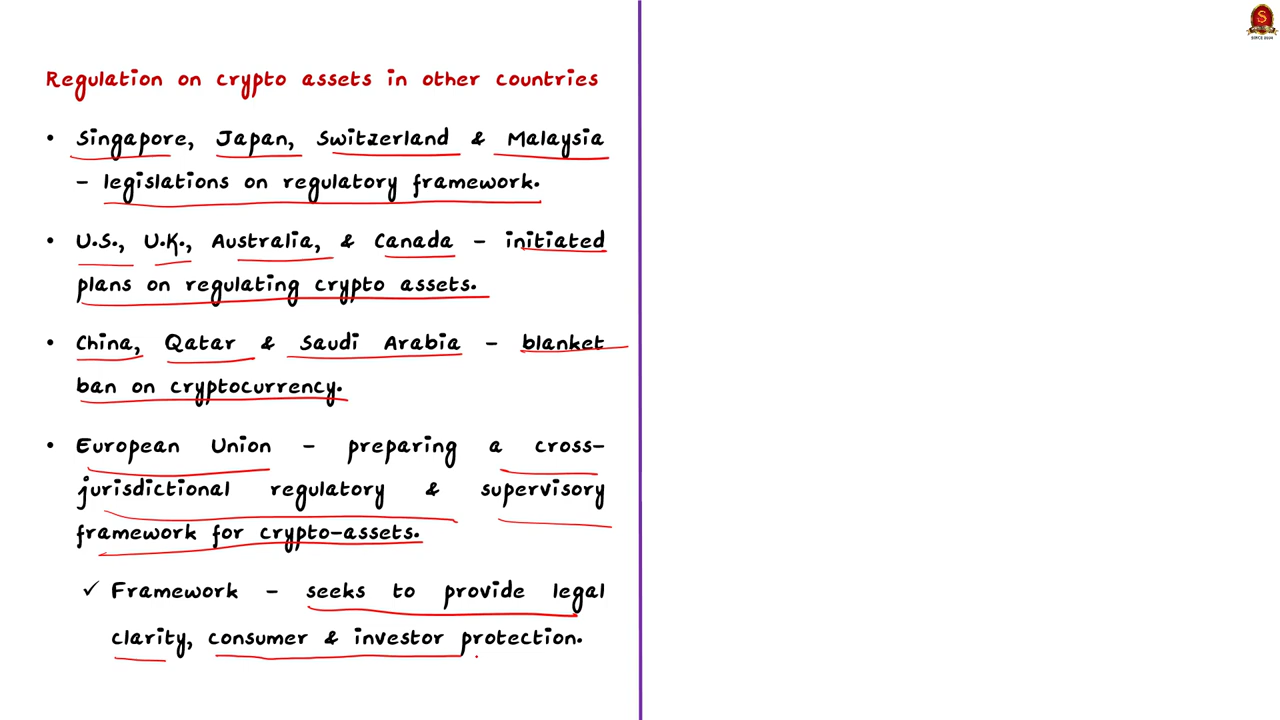 Regulation on crypto assets in other countries
• Singapore, Japan, Switzerland & Malaysia
– legislations on regulatory framework.
• U.S., U.K., Australia, & Canada – initiated
plans on regulating crypto assets.
• China, Qatar & Saudi Arabia – blanket
ban on cryptocurrency.
• European Union – preparing a cross-
jurisdictional regulatory & supervisory
framework for crypto-assets.
✓ Framework – seeks to provide legal
clarity, consumer & investor protection.
S